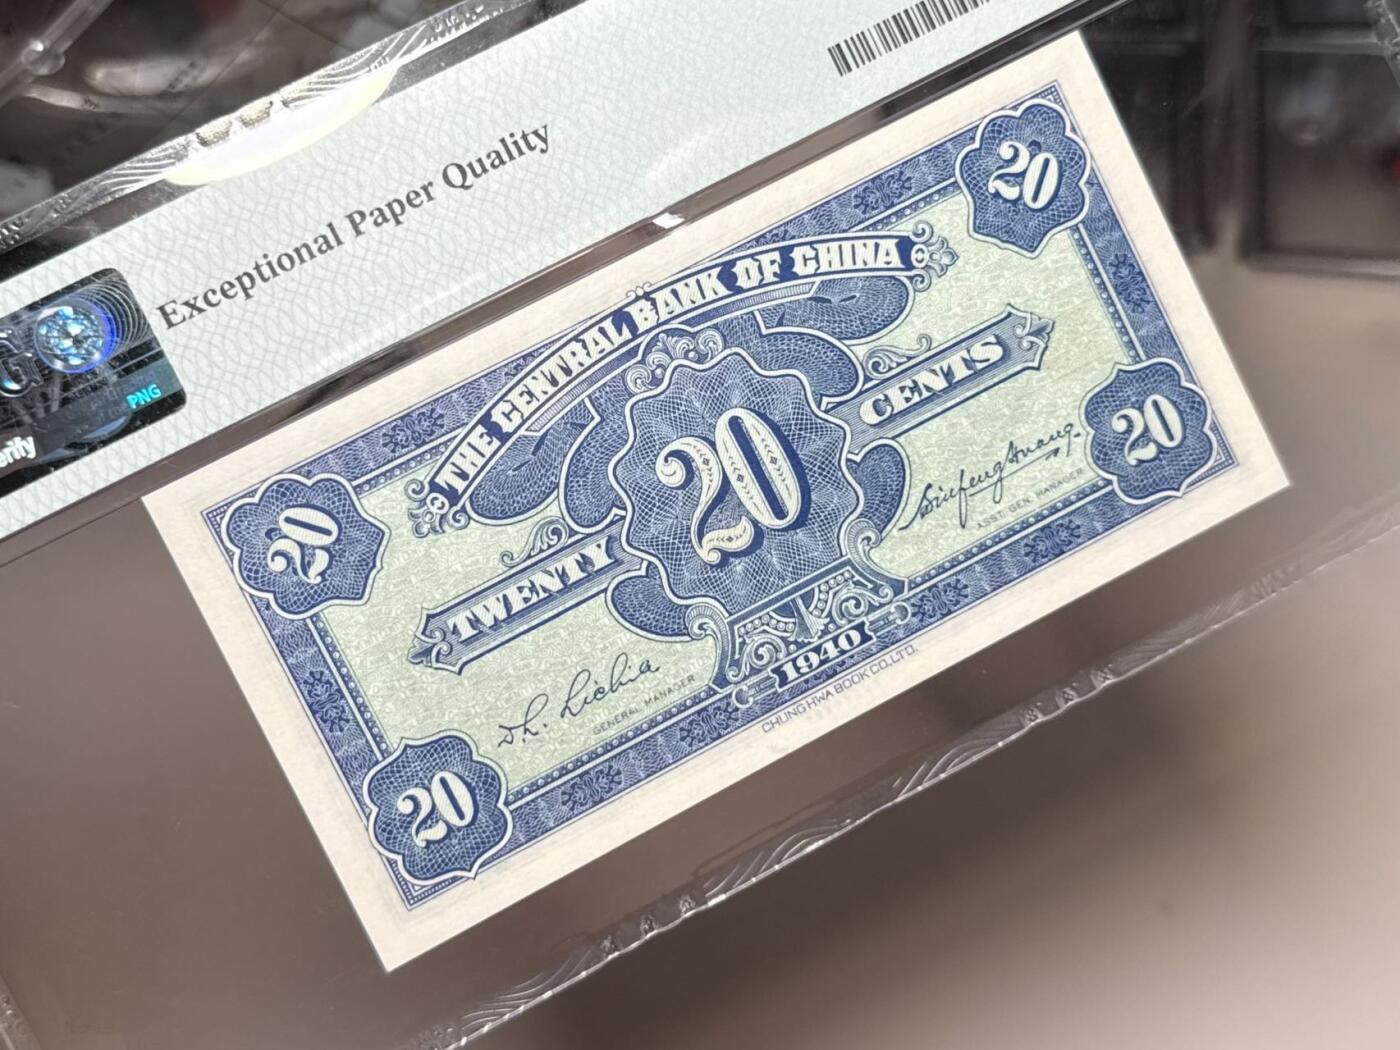 Exceptional Paper Quality
PNG
THE CENTRAL BANK OF CHINA
20
20
20
TWENTY
CENTS
20
20
GENERAL MANAGER
ASST. GEN. MANAGER
1940
CHUNG HWA BOOK CO., LTD.